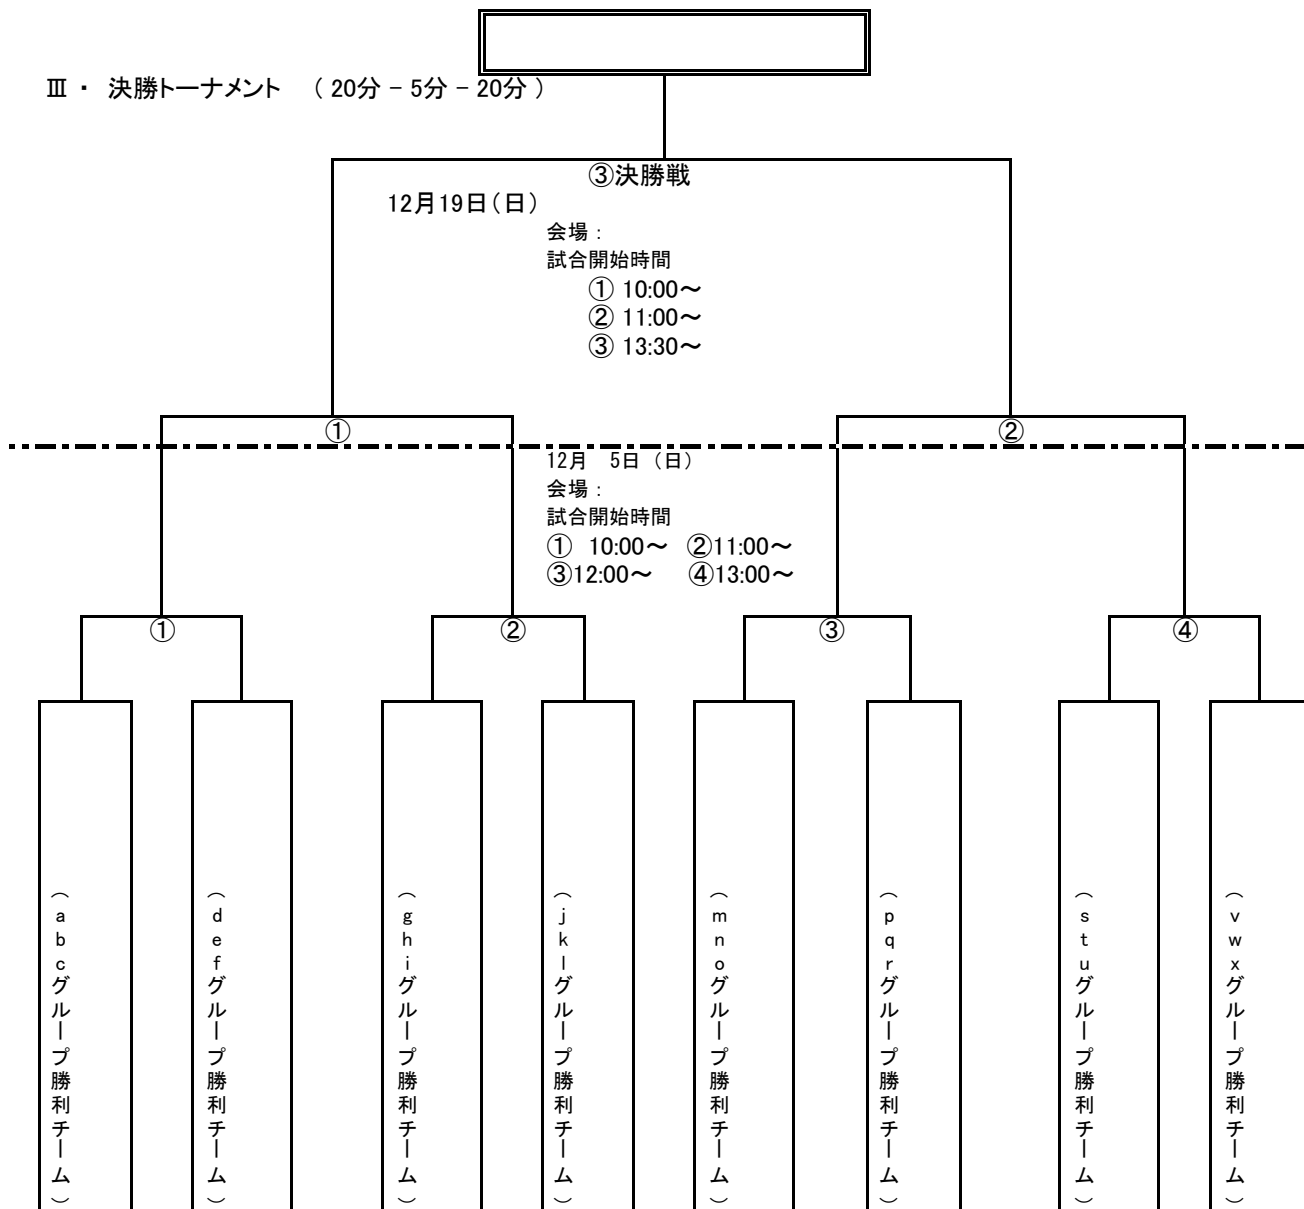 Ⅲ・ 決勝トーナメント （ 20分 − 5分 − 20分 ）
③決勝戦
12月19日（日）
会場：
試合開始時間
① 10:00～
② 11:00～
③ 13:30～
①
②
12月 5日 （日）
会場：
試合開始時間
① 10:00～ ②11:00～
③12:00～ ④13:00～
①
②
③
④
（abcグループ勝利チーム）
（defグループ勝利チーム）
（ghiグループ勝利チーム）
（jklグループ勝利チーム）
（mnoグループ勝利チーム）
（pqrグループ勝利チーム）
（stuグループ勝利チーム）
（vwxグループ勝利チーム）